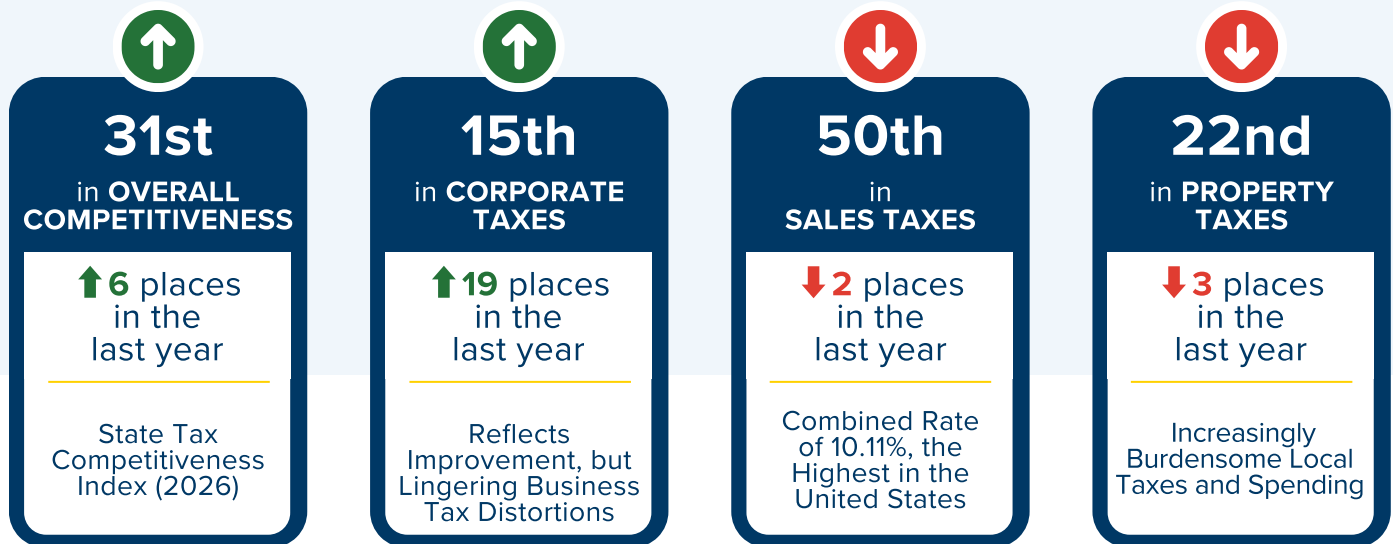 31st
in OVERALL
COMPETITIVENESS
6 places
in the
last year
State Tax
Competitiveness
Index (2026)
15th
in CORPORATE
TAXES
19 places
in the
last year
Reflects
Improvement, but
Lingering Business
Tax Distortions
50th
in
SALES TAXES
2 places
in the
last year
Combined Rate
of 10.11%, the
Highest in the
United States
22nd
in PROPERTY
TAXES
3 places
in the
last year
Increasingly
Burdensome Local
Taxes and Spending